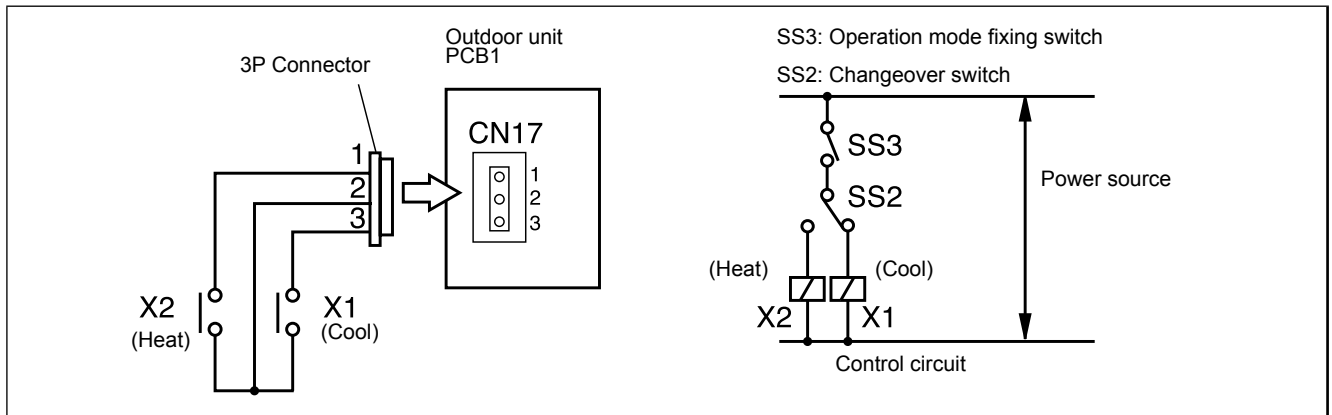 Outdoor unit
PCB1
3P Connector
CN17
1
2
3
1
2
3
X2
(Heat)
X1
(Cool)
SS3: Operation mode fixing switch
SS2: Changeover switch
SS3
SS2
Power source
(Heat)
(Cool)
X2
X1
Control circuit